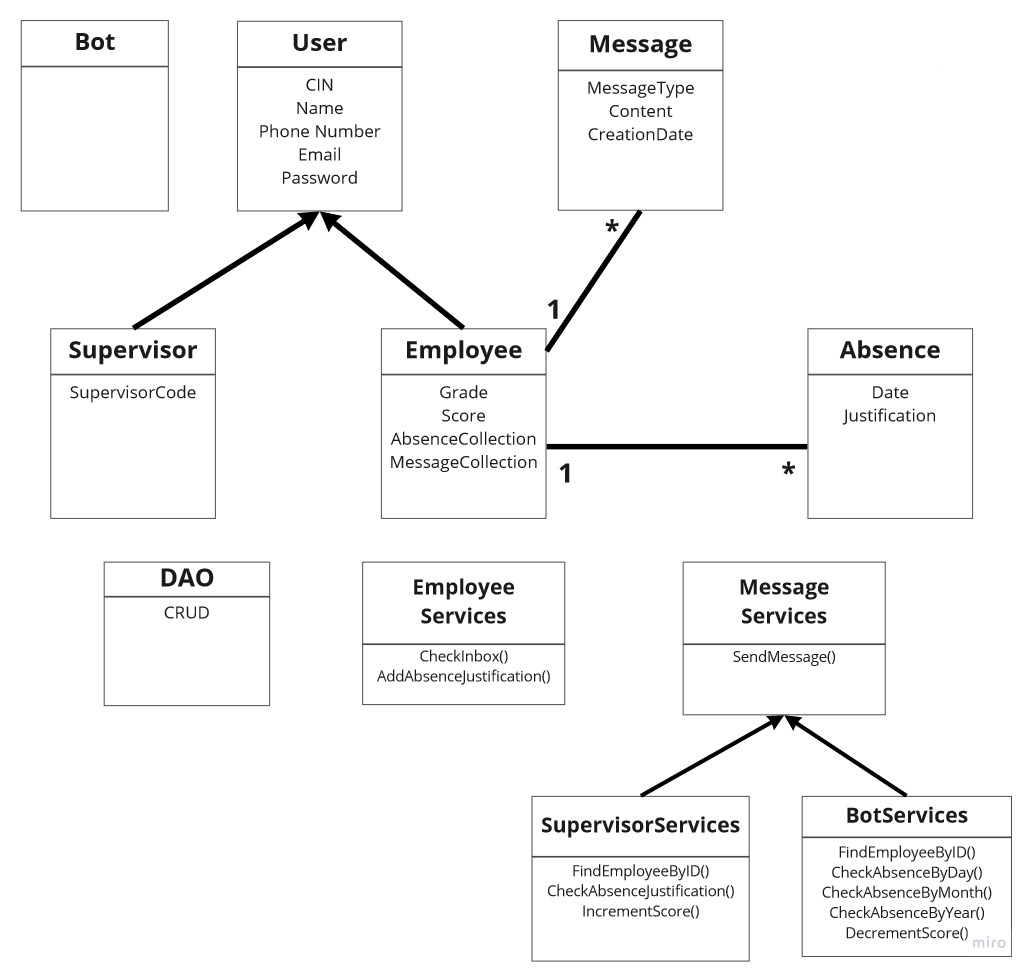 Bot
User
CIN
Name
Phone Number
Email
Password
Message
MessageType
Content
CreationDate
*
1
Supervisor
SupervisorCode
Employee
Grade
Score
AbsenceCollection
MessageCollection
1
*
Absence
Date
Justification
DAO
CRUD
Employee
Services
CheckInbox()
AddAbsenceJustification()
Message
Services
SendMessage()
SupervisorServices
FindEmployeeByID()
CheckAbsenceJustification()
IncrementScore()
BotServices
FindEmployeeByID()
CheckAbsenceByDay()
CheckAbsenceByMonth()
CheckAbsenceByYear()
DecrementScore()
miro